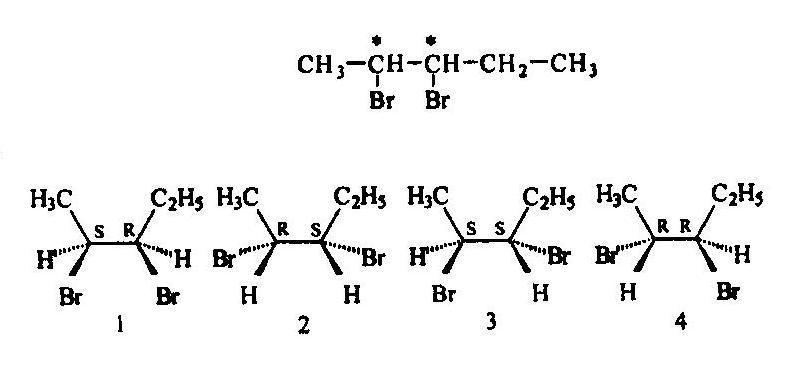 * *
CH₃—CH—CH—CH₂—CH₃
Br Br
H₃C C₂H₅ H₃C C₂H₅ H₃C C₂H₅ H₃C C₂H₅
S R R S S S R R
H H Br Br H Br Br H
Br Br H H Br H H Br
1 2 3 4